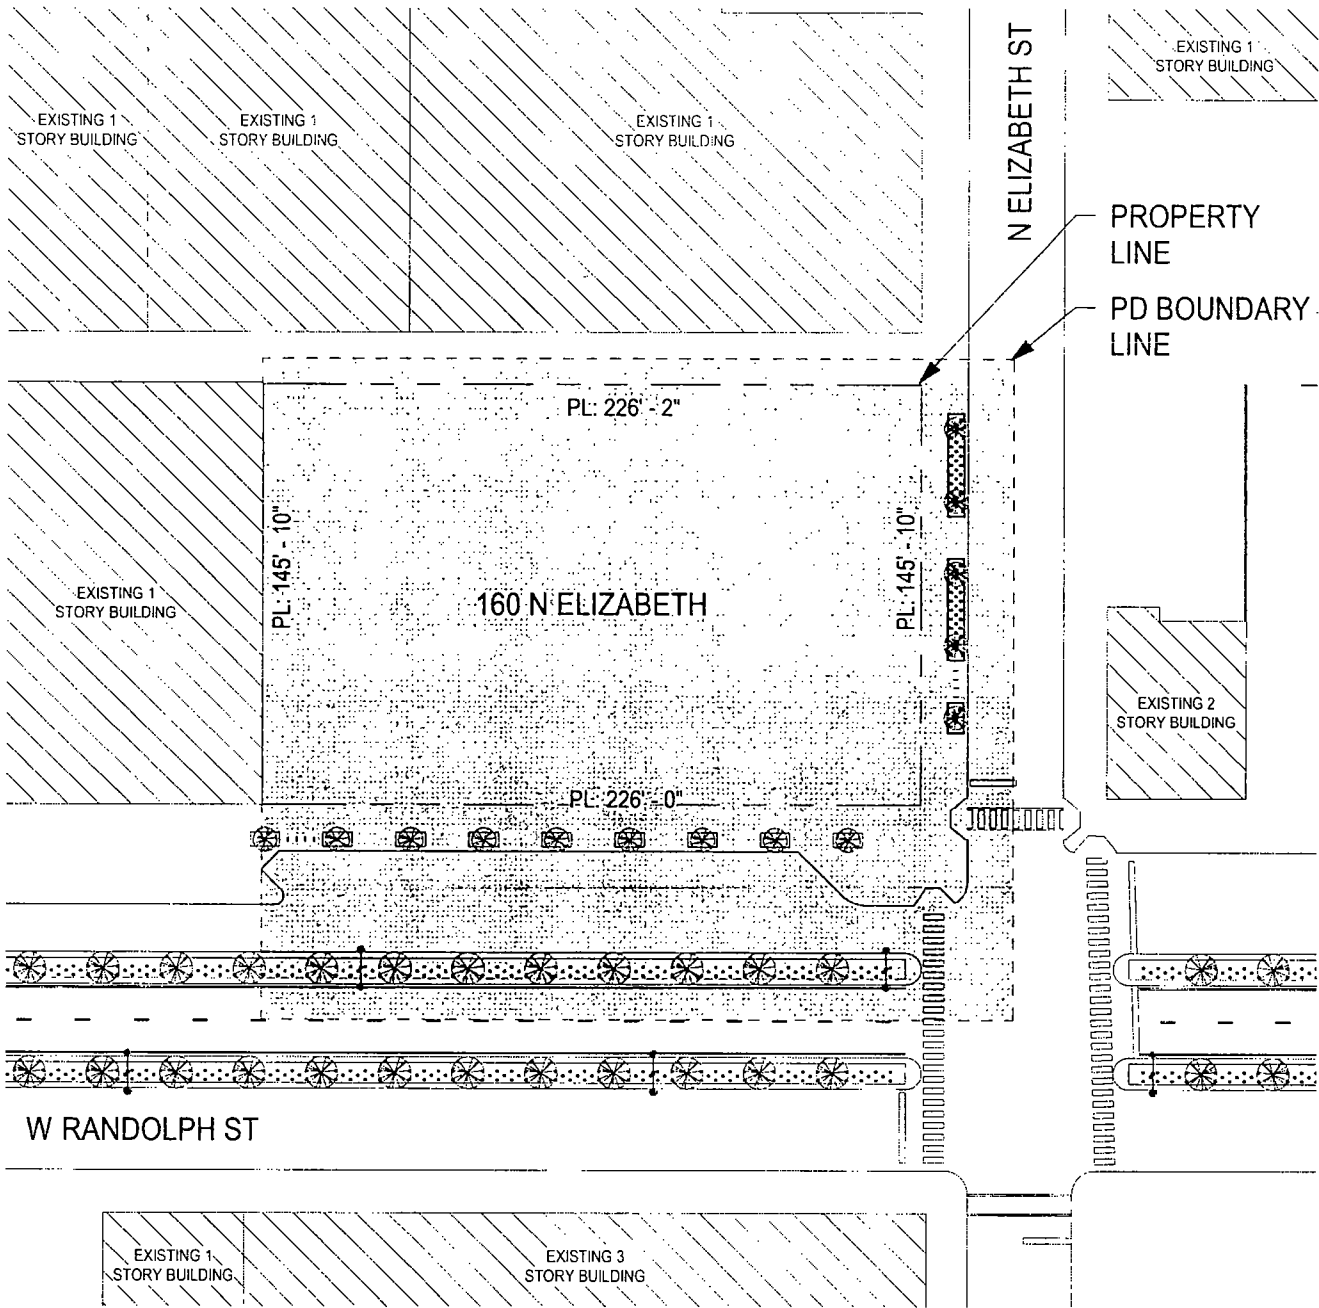 N ELIZABETH ST
EXISTING 1
STORY BUILDING
EXISTING 1
STORY BUILDING
EXISTING 1
STORY BUILDING
EXISTING 1
STORY BUILDING
PROPERTY
LINE
PD BOUNDARY
LINE
PL: 226' - 2"
PL: 145' - 10"
PL: 145' - 10"
EXISTING 1
STORY BUILDING
160 N ELIZABETH
EXISTING 2
STORY BUILDING
PL: 226' - 0"
W RANDOLPH ST
EXISTING 1
STORY BUILDING
EXISTING 3
STORY BUILDING